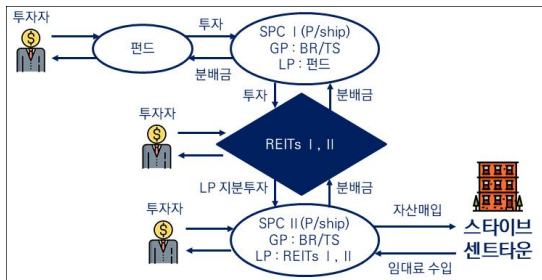 투자자
펀드
투자
분배금
SPC I (P/ship)
GP : BR/TS
LP : 펀드
투자
분배금
투자자
REITs I , II
LP 지분투자
분배금
투자자
SPC II (P/ship)
GP : BR/TS
LP : REITs I , II
자산매입
임대료 수입
스타이브
센트타운